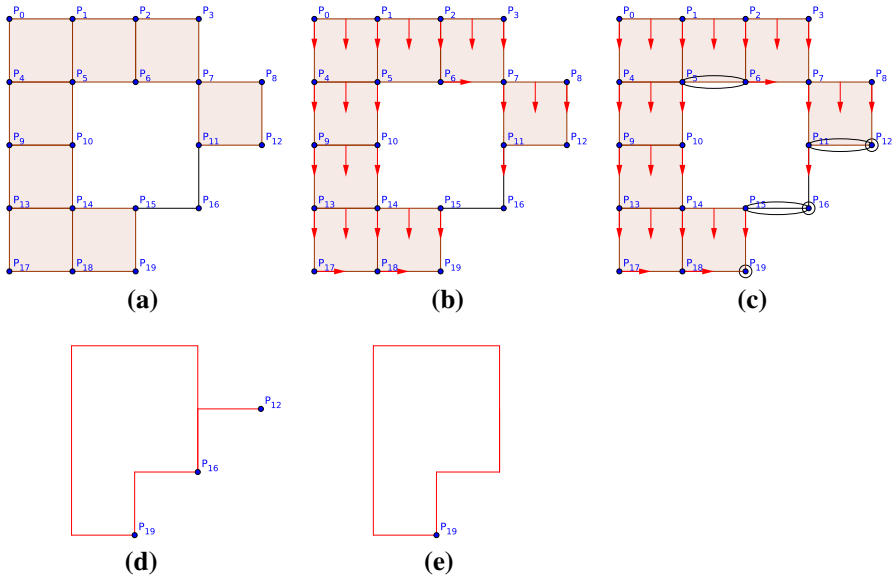 P0 P1 P2 P3 P0 P1 P2 P3 P0 P1 P2 P3
P4 P5 P6 P7 P8 P4 P5 P6 P7 P8 P4 P5 P6 P7 P8
P9 P10 P11 P12 P9 P10 P11 P12 P9 P10 P11 P12
P13 P14 P15 P16 P13 P14 P15 P16 P13 P14 P15 P16
P17 P18 P19 P17 P18 P19 P17 P18 P19
(a) (b) (c)
P12
P16
P19 P19
(d) (e)